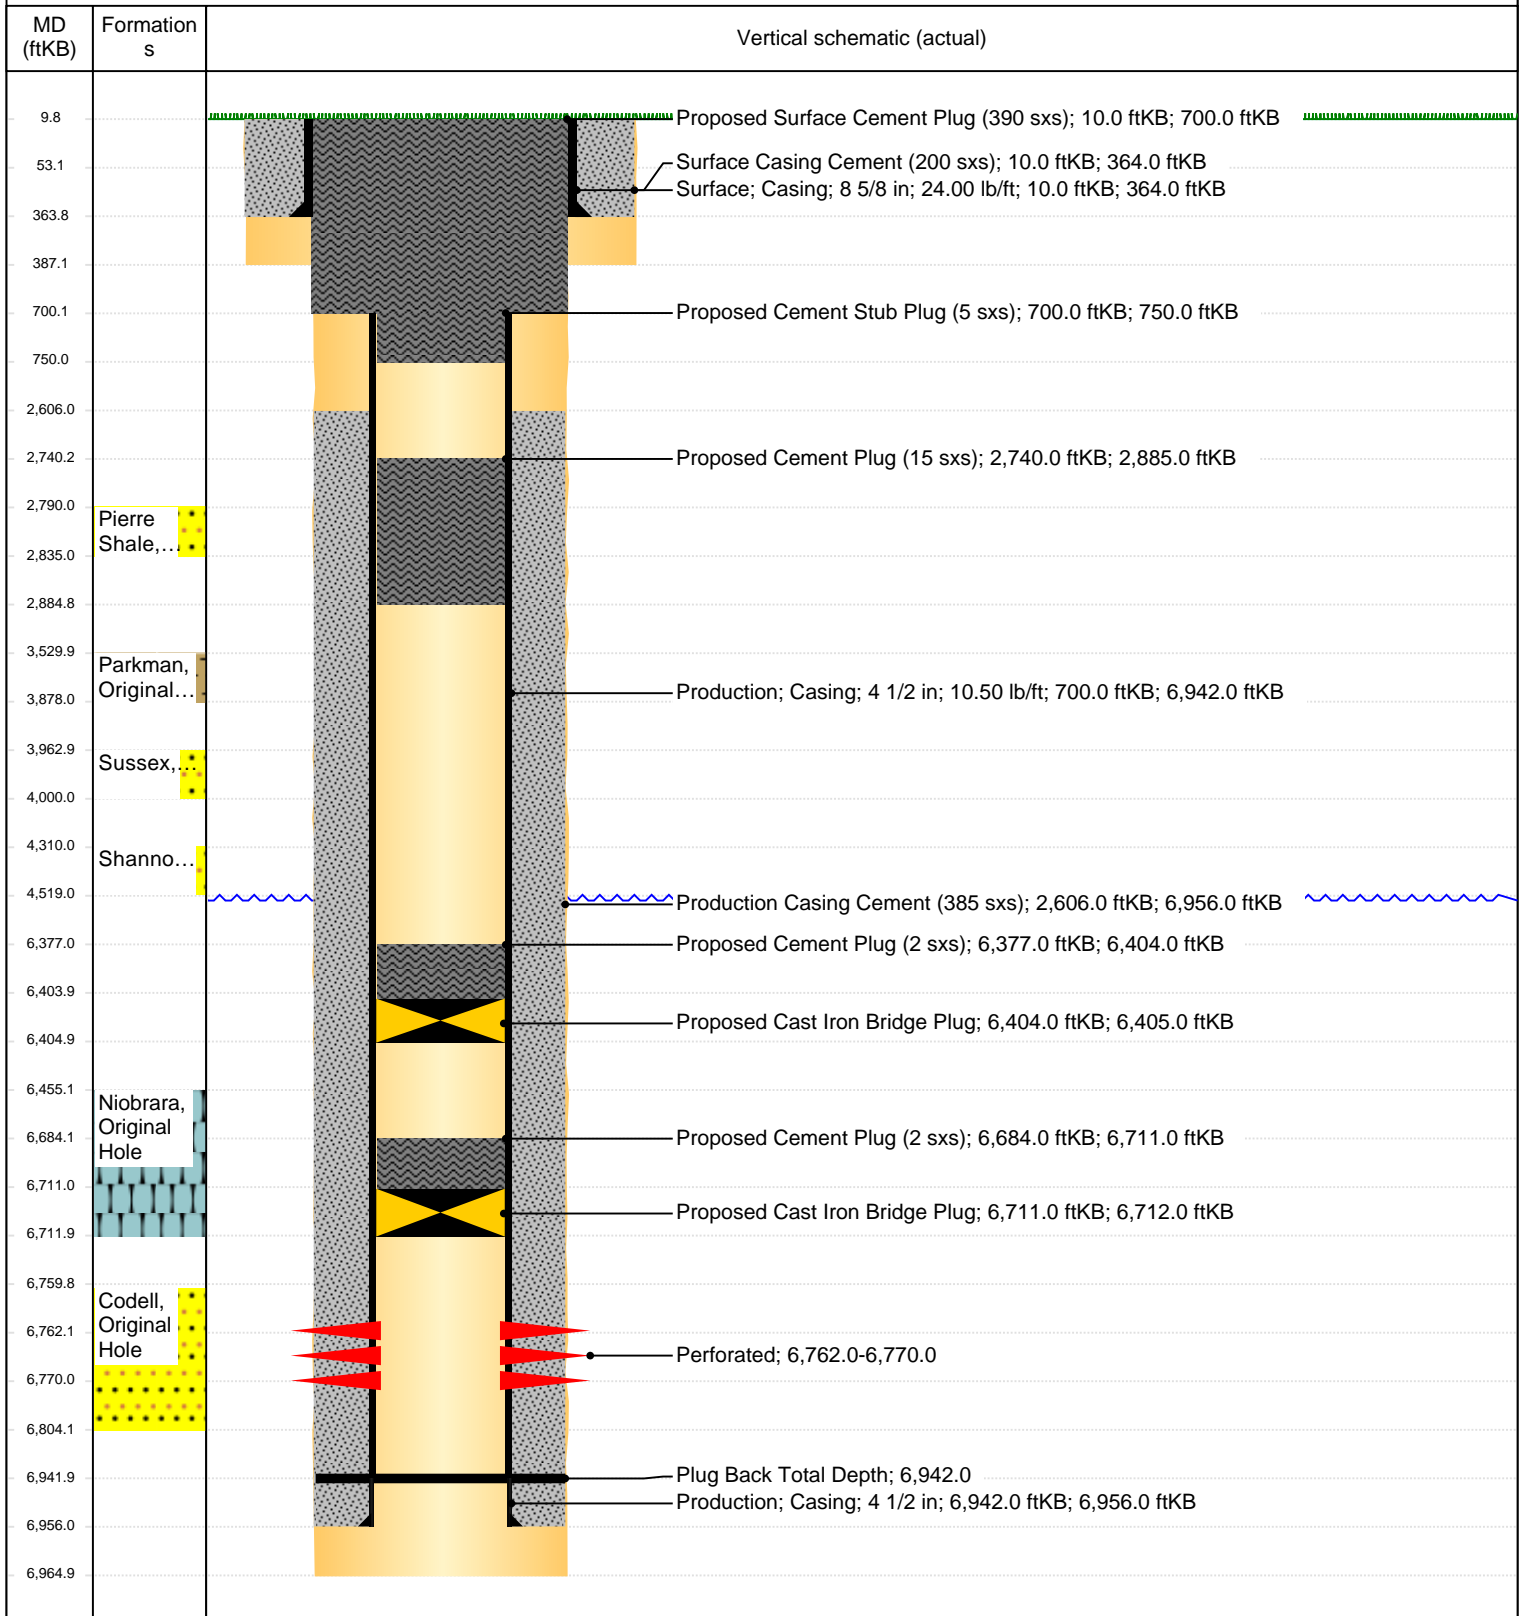 MD
(ftKB)
Formation
s
Vertical schematic (actual)
9.8
Proposed Surface Cement Plug (390 sxs); 10.0 ftKB; 700.0 ftKB
53.1
Surface Casing Cement (200 sxs); 10.0 ftKB; 364.0 ftKB
Surface; Casing; 8 5/8 in; 24.00 lb/ft; 10.0 ftKB; 364.0 ftKB
363.8
387.1
700.1
Proposed Cement Stub Plug (5 sxs); 700.0 ftKB; 750.0 ftKB
750.0
2,606.0
2,740.2
Proposed Cement Plug (15 sxs); 2,740.0 ftKB; 2,885.0 ftKB
2,790.0
Pierre
Shale,...
2,835.0
2,884.8
3,529.9
Parkman,
Original...
3,878.0
Production; Casing; 4 1/2 in; 10.50 lb/ft; 700.0 ftKB; 6,942.0 ftKB
3,962.9
Sussex,...
4,000.0
4,310.0
Shanno...
4,519.0
Production Casing Cement (385 sxs); 2,606.0 ftKB; 6,956.0 ftKB
6,377.0
Proposed Cement Plug (2 sxs); 6,377.0 ftKB; 6,404.0 ftKB
6,403.9
Proposed Cast Iron Bridge Plug; 6,404.0 ftKB; 6,405.0 ftKB
6,404.9
6,455.1
Niobrara,
Original
Hole
6,684.1
Proposed Cement Plug (2 sxs); 6,684.0 ftKB; 6,711.0 ftKB
6,711.0
Proposed Cast Iron Bridge Plug; 6,711.0 ftKB; 6,712.0 ftKB
6,711.9
6,759.8
Codell,
Original
Hole
6,762.1
Perforated; 6,762.0-6,770.0
6,770.0
6,804.1
6,941.9
Plug Back Total Depth; 6,942.0
Production; Casing; 4 1/2 in; 6,942.0 ftKB; 6,956.0 ftKB
6,956.0
6,964.9